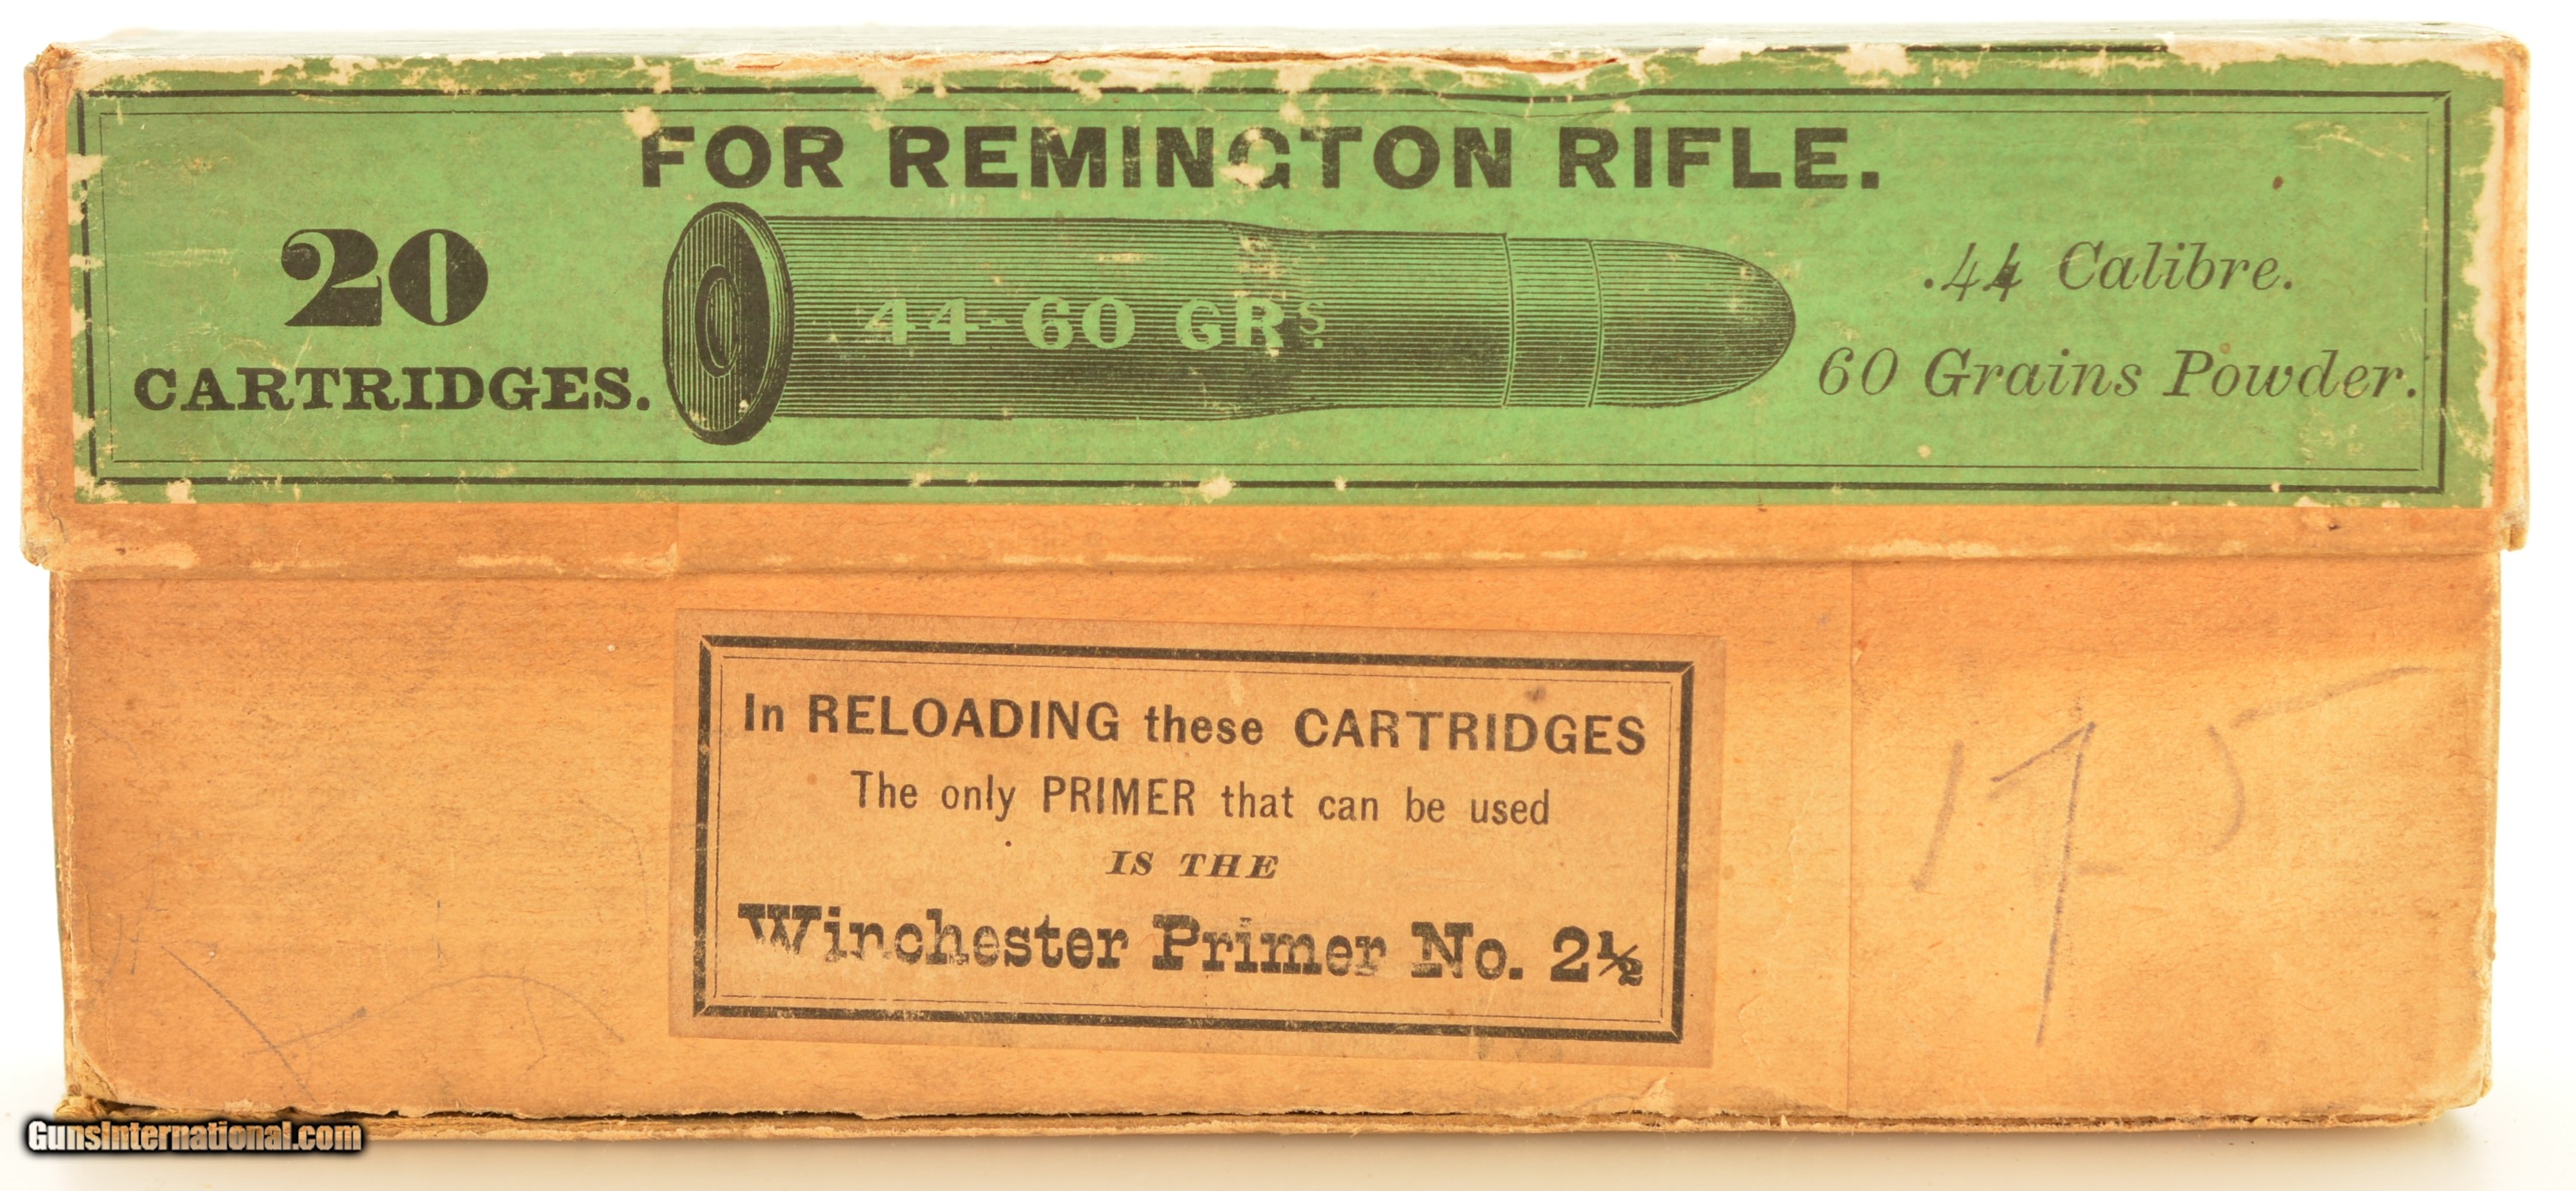 FOR REMINGTON RIFLE.
20
CARTRIDGES.
44-60 GRS.
.44 Calibre.
60 Grains Powder.
In RELOADING these CARTRIDGES
The only PRIMER that can be used
IS THE
Winchester Primer No. 2½
175
GunsInternational.com